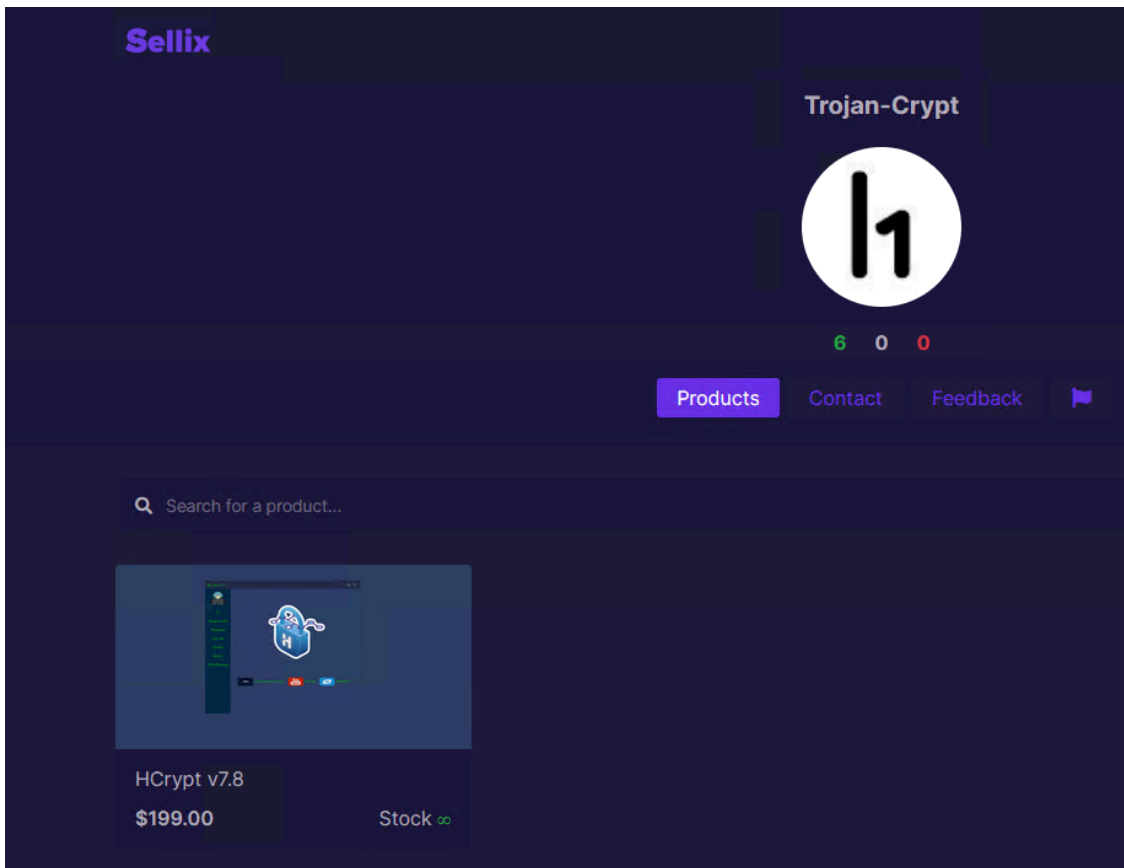 Sellix
Trojan-Crypt
6 0 0
Products Contact Feedback
Search for a product...
H
HCrypt v7.8
$199.00 Stock ∞